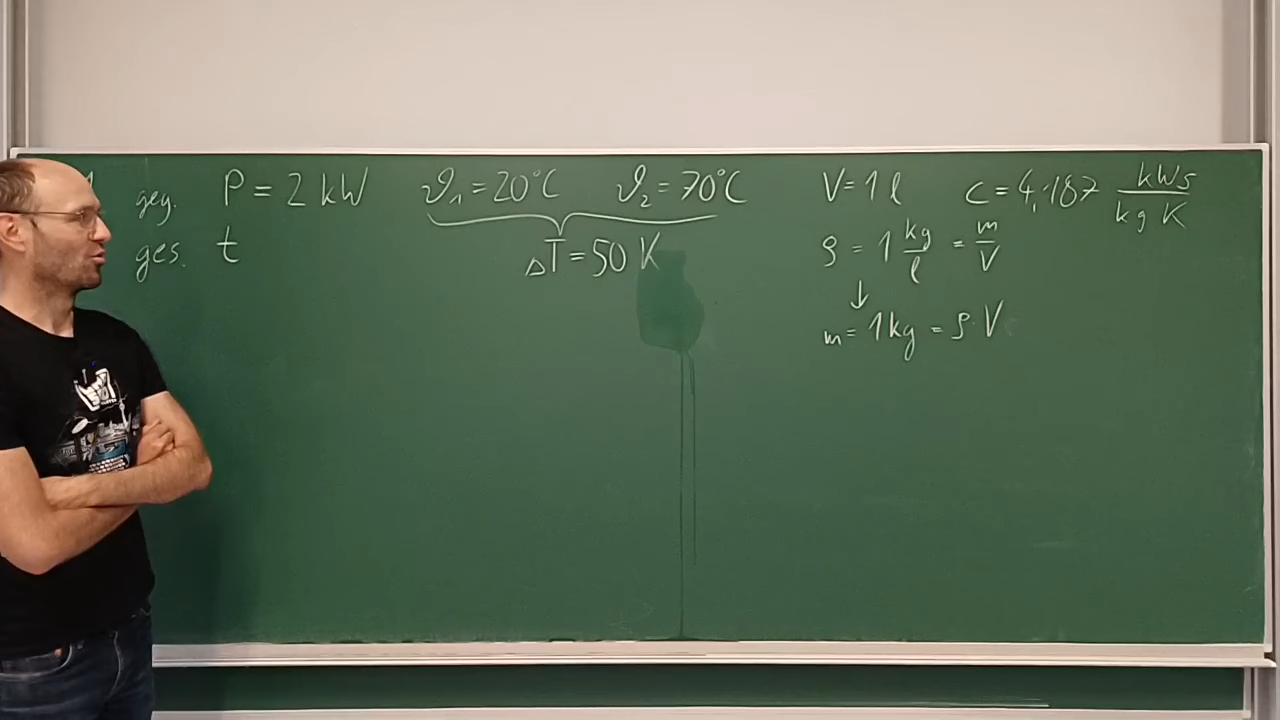 1 geg. P = 2 kW ϑ₁ = 20°C ϑ₂ = 70°C V = 1 l c = 4,187 kWs / kg K
ges. t ΔT = 50 K ρ = 1 kg/l = m/V
↓
m = 1 kg = ρ · V